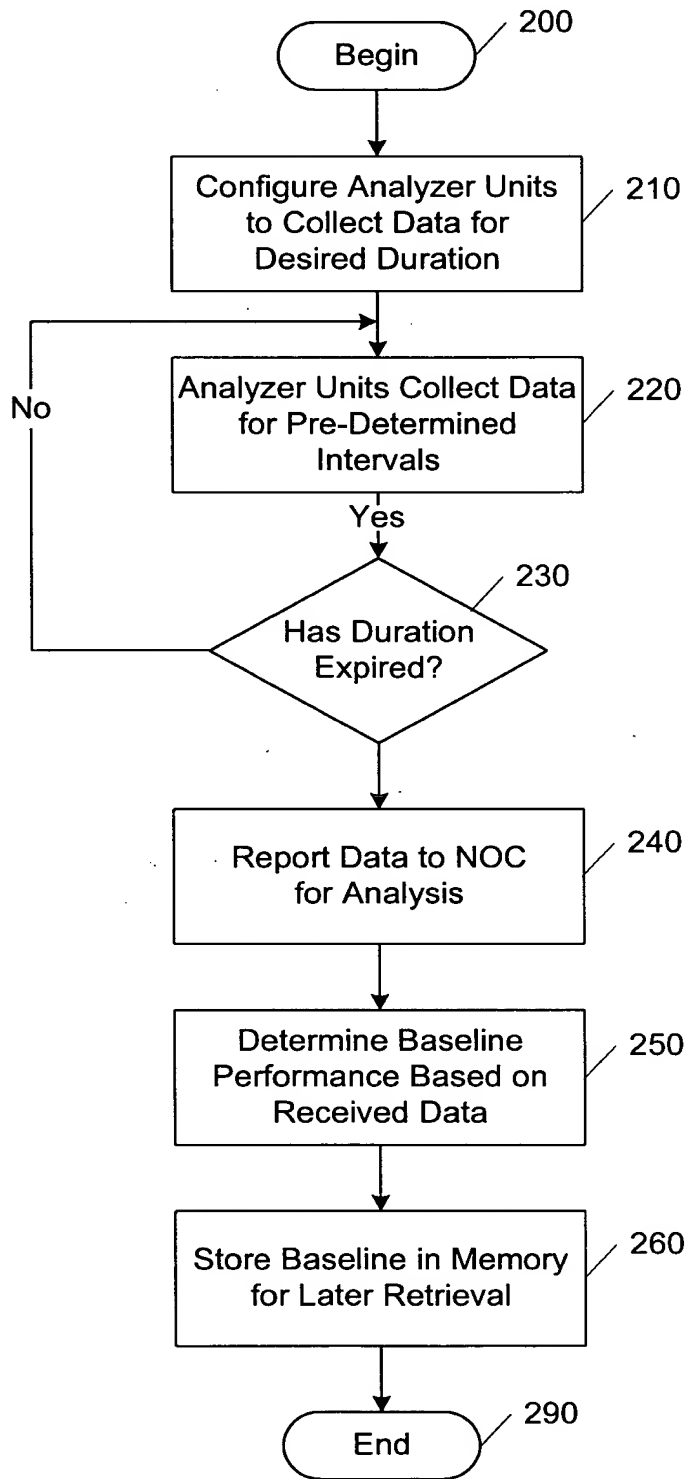 200
Begin
Configure Analyzer Units
to Collect Data for
Desired Duration
210
No
Analyzer Units Collect Data
for Pre-Determined
Intervals
220
Yes
230
Has Duration
Expired?
Report Data to NOC
for Analysis
240
Determine Baseline
Performance Based on
Received Data
250
Store Baseline in Memory
for Later Retrieval
260
End
290